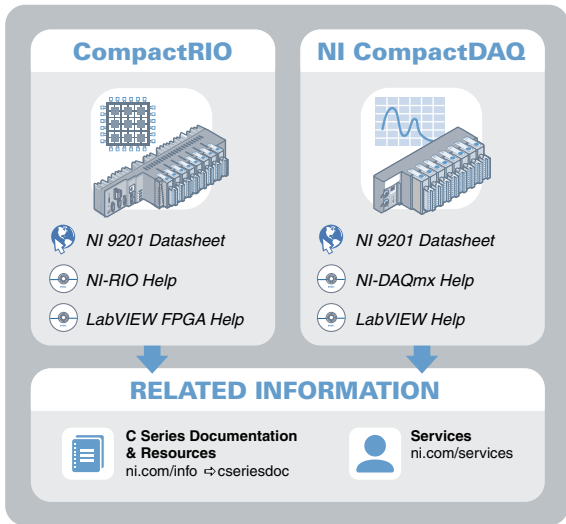 CompactRIO
NI 9201 Datasheet
NI-RIO Help
LabVIEW FPGA Help
NI CompactDAQ
NI 9201 Datasheet
NI-DAQmx Help
LabVIEW Help
RELATED INFORMATION
C Series Documentation
& Resources
ni.com/info ⇨cseriesdoc
Services
ni.com/services